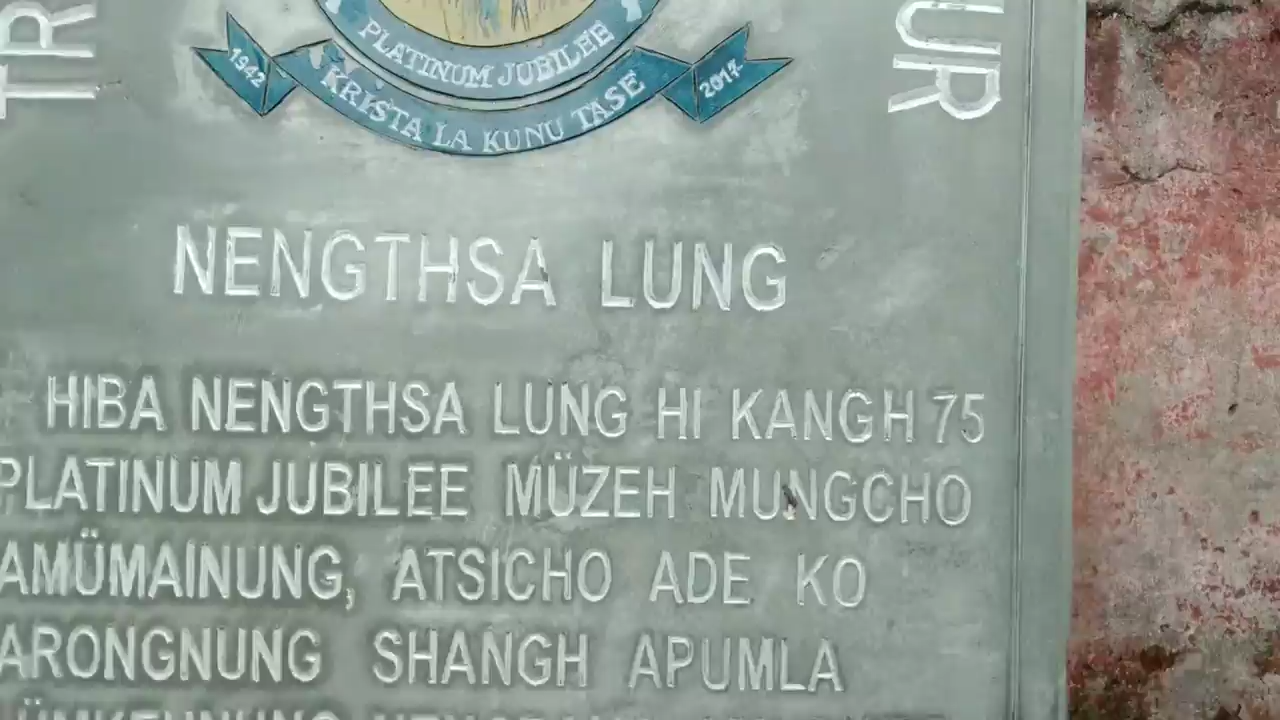 PLATINUM JUBILEE
1942 KRISTA LA KUNU TASE 2017
NENGTHSA LUNG
HIBA NENGTHSA LUNG HI KANGH 75
PLATINUM JUBILEE MÜZEH MUNGCHO
AMÜMAINUNG, ATSICHO ADE KO
ARONGNUNG SHANGH APUMLA